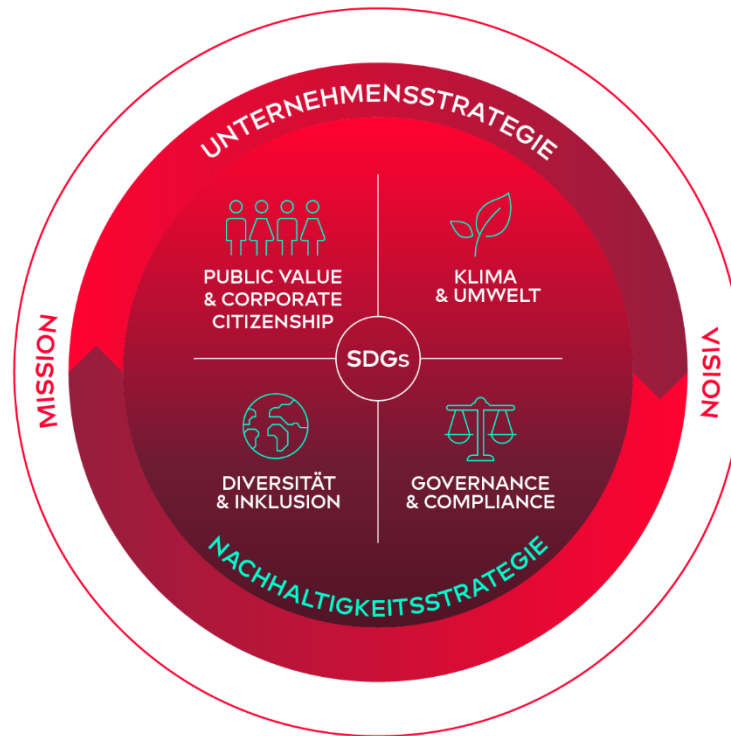 UNTERNEHMENSSTRATEGIE
PUBLIC VALUE
& CORPORATE
CITIZENSHIP
KLIMA
& UMWELT
MISSION
SDGs
VISION
DIVERSITÄT
& INKLUSION
GOVERNANCE
& COMPLIANCE
NACHHALTIGKEITSSTRATEGIE